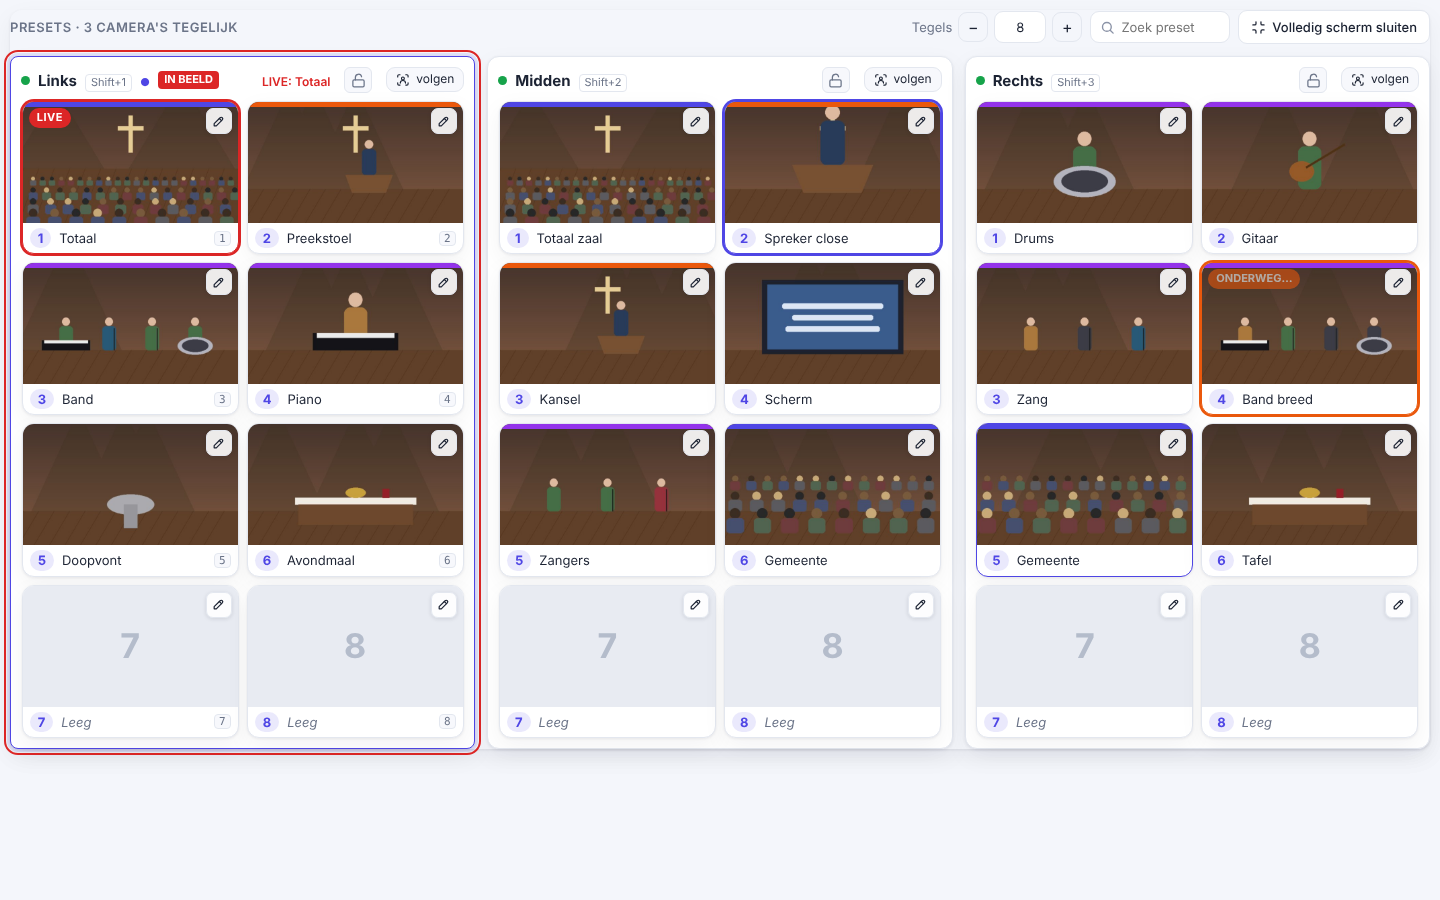 PRESETS · 3 CAMERA'S TEGELIJK
Tegels − 8 + Zoek preset Volledig scherm sluiten
Links Shift+1 IN BEELD LIVE: Totaal volgen
LIVE
1 Totaal 1
2 Preekstoel 2
3 Band 3
4 Piano 4
5 Doopvont 5
6 Avondmaal 6
7
7 Leeg 7
8
8 Leeg 8
Midden Shift+2 volgen
1 Totaal zaal
2 Spreker close
3 Kansel
4 Scherm
5 Zangers
6 Gemeente
7
7 Leeg
8
8 Leeg
Rechts Shift+3 volgen
1 Drums
2 Gitaar
3 Zang
ONDERWEG...
4 Band breed
5 Gemeente
6 Tafel
7
7 Leeg
8
8 Leeg